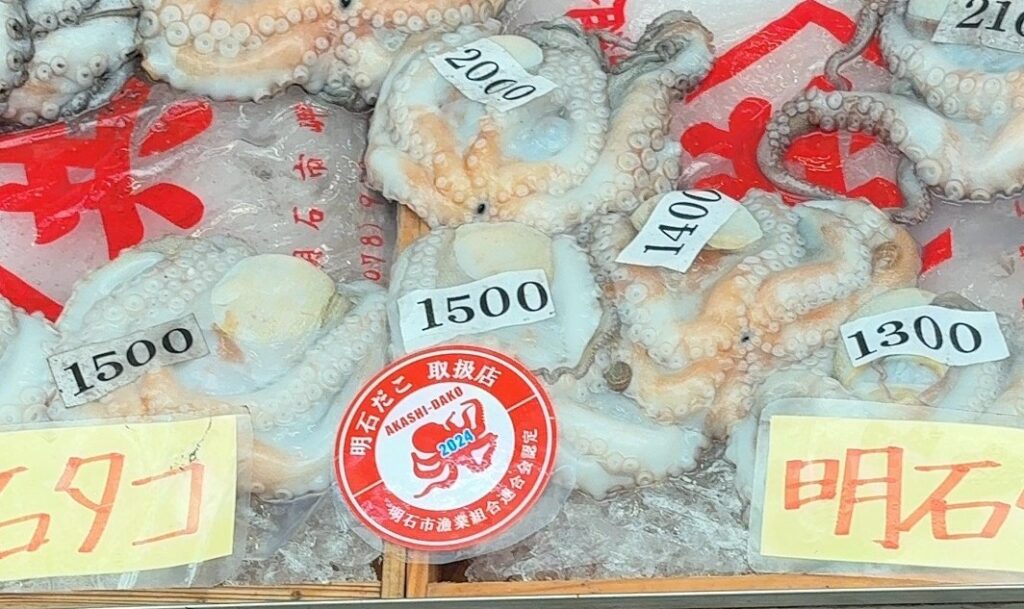 2000
210
1400
明石市
078)
1500
1500
1300
明石だこ 取扱店
AKASHI-DAKO
2024
明石市漁業組合連合会認定
石タコ
明石